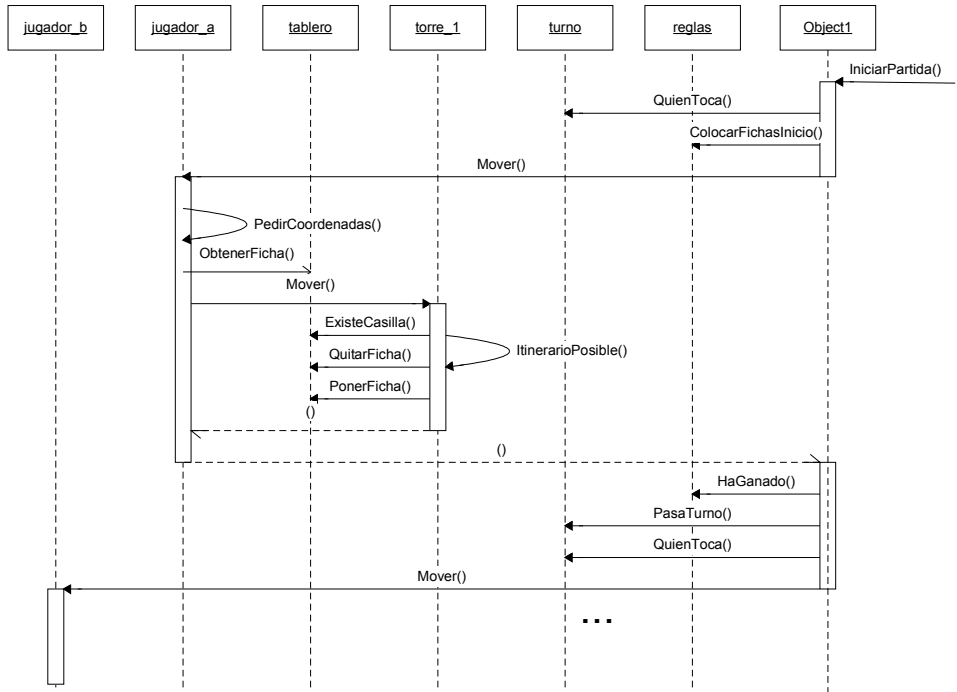 jugador_b
jugador_a
tablero
torre_1
turno
reglas
Object1
IniciarPartida()
QuienToca()
ColocarFichasInicio()
Mover()
PedirCoordenadas()
ObtenerFicha()
Mover()
ExisteCasilla()
ItinerarioPosible()
QuitarFicha()
PonerFicha()
()
()
HaGanado()
PasaTurno()
QuienToca()
Mover()
...